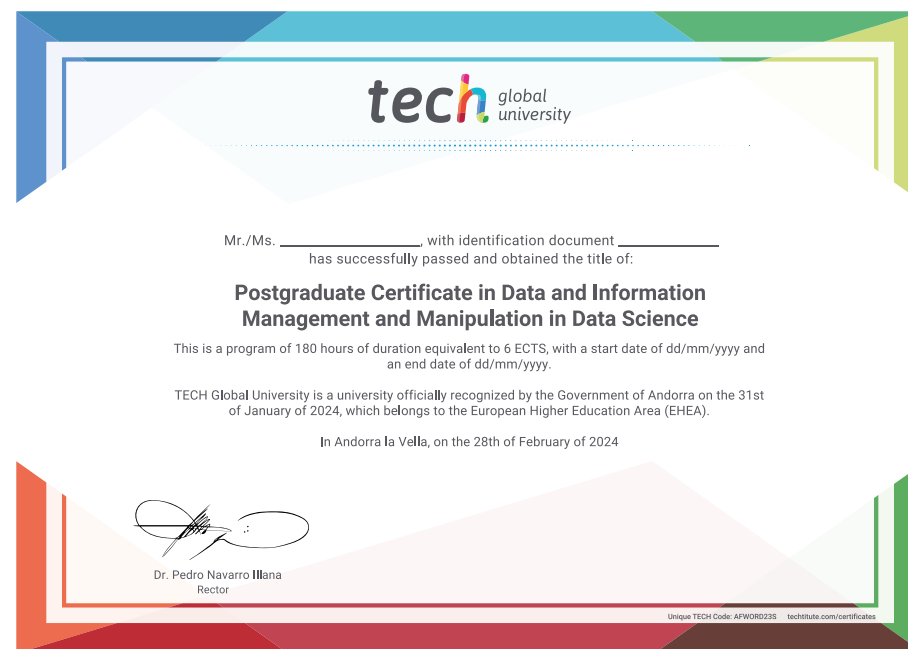 tech global university
Mr./Ms. ____________, with identification document ____________
has successfully passed and obtained the title of:
Postgraduate Certificate in Data and Information
Management and Manipulation in Data Science
This is a program of 180 hours of duration equivalent to 6 ECTS, with a start date of dd/mm/yyyy and
an end date of dd/mm/yyyy.
TECH Global University is a university officially recognized by the Government of Andorra on the 31st
of January of 2024, which belongs to the European Higher Education Area (EHEA).
In Andorra la Vella, on the 28th of February of 2024
Dr. Pedro Navarro Illana
Rector
Unique TECH Code: AFWORD23S techtitute.com/certificates